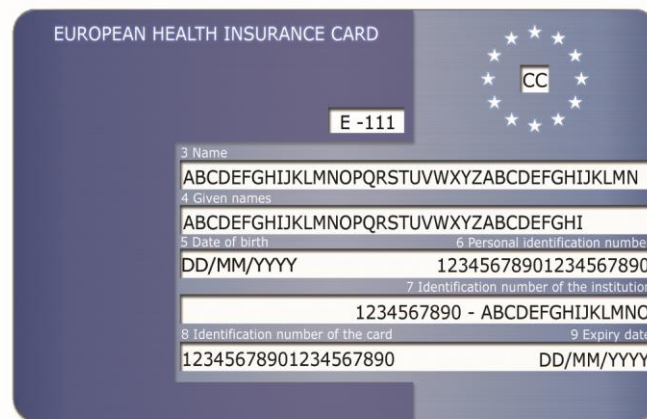 EUROPEAN HEALTH INSURANCE CARD
CC
E -111
3 Name
ABCDEFGHIJKLMNOPQRSTUVWXYZABCDEFGHIJKLMN
4 Given names
ABCDEFGHIJKLMNOPQRSTUVWXYZABCDEFGHI
5 Date of birth 6 Personal identification number
DD/MM/YYYY 12345678901234567890
7 Identification number of the institution
1234567890 - ABCDEFGHIJKLMNO
8 Identification number of the card 9 Expiry date
12345678901234567890 DD/MM/YYYY